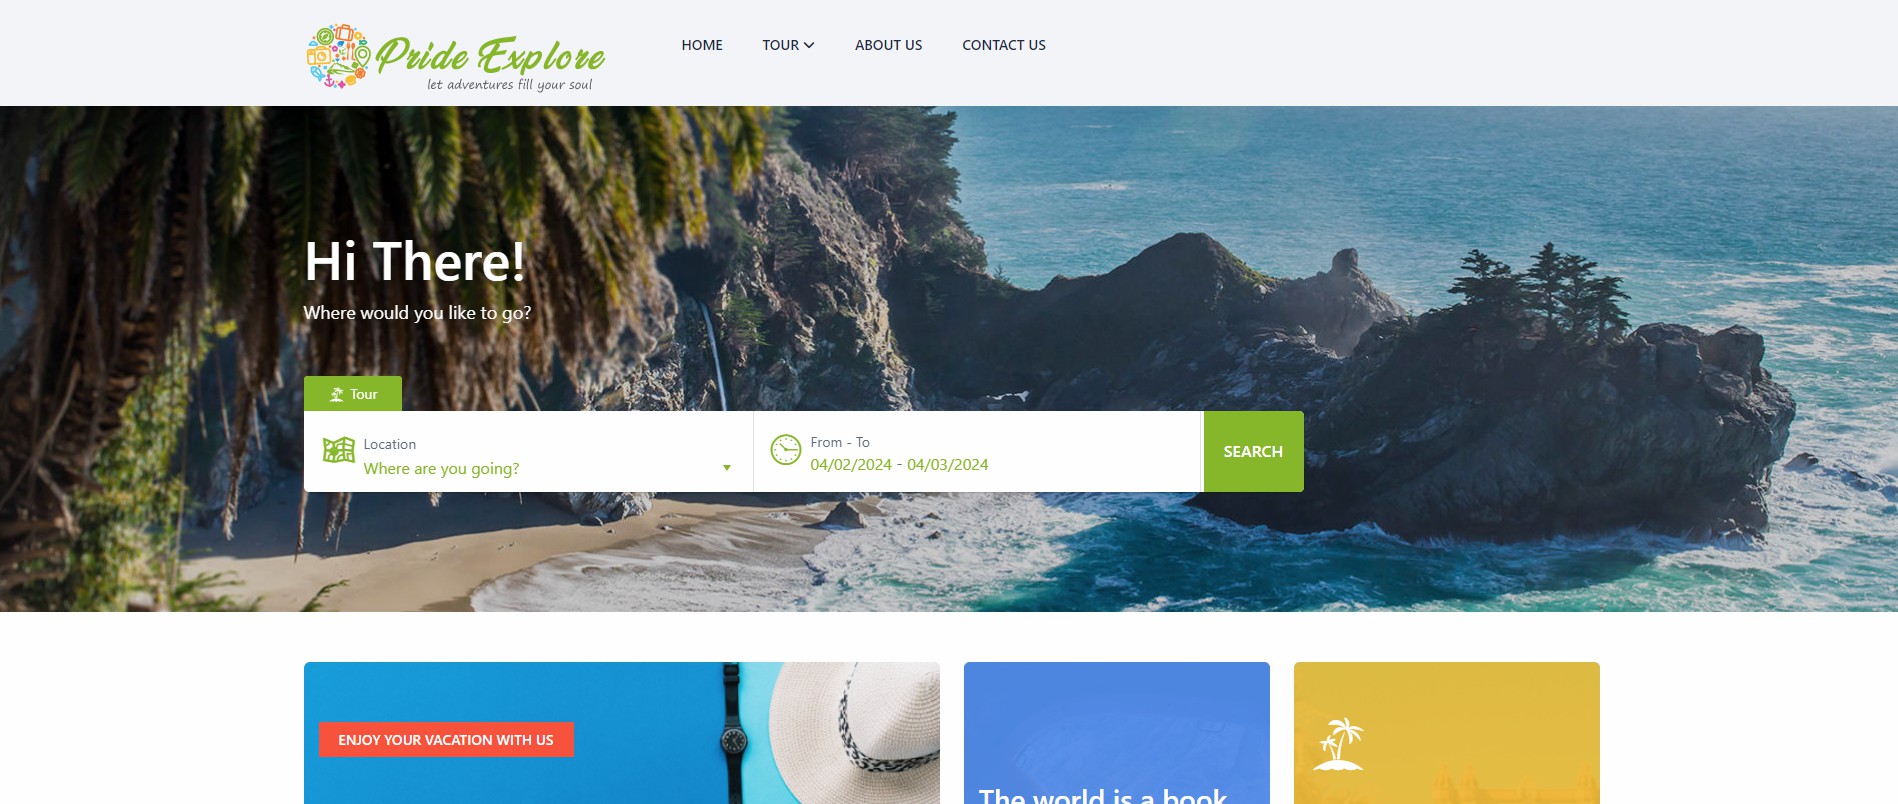 Pride Explore
let adventures fill your soul
HOME
TOUR
ABOUT US
CONTACT US
Hi There!
Where would you like to go?
Tour
Location
Where are you going?
From - To
04/02/2024 - 04/03/2024
SEARCH
ENJOY YOUR VACATION WITH US
The world is a book